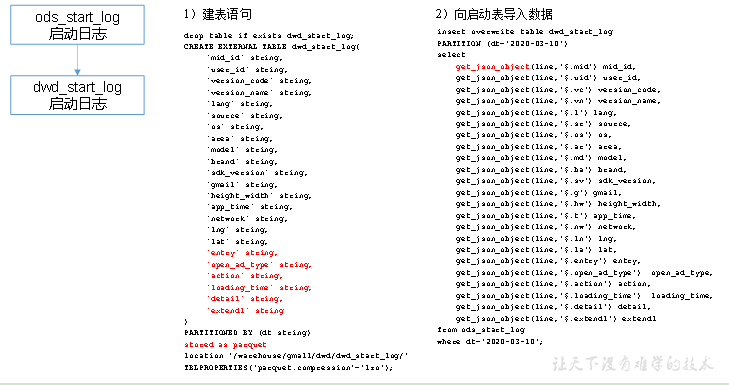 ods_start_log
启动日志
dwd_start_log
启动日志
1）建表语句
drop table if exists dwd_start_log;
CREATE EXTERNAL TABLE dwd_start_log(
`mid_id` string,
`user_id` string,
`version_code` string,
`version_name` string,
`lang` string,
`source` string,
`os` string,
`area` string,
`model` string,
`brand` string,
`sdk_version` string,
`gmail` string,
`height_width` string,
`app_time` string,
`network` string,
`lng` string,
`lat` string,
`entry` string,
`open_ad_type` string,
`action` string,
`loading_time` string,
`detail` string,
`extend1` string
)
PARTITIONED BY (dt string)
stored as parquet
location '/warehouse/gmall/dwd/dwd_start_log/'
TBLPROPERTIES('parquet.compression'='lzo');
2）向启动表导入数据
insert overwrite table dwd_start_log
PARTITION (dt='2020-03-10')
select
get_json_object(line,'$.mid') mid_id,
get_json_object(line,'$.uid') user_id,
get_json_object(line,'$.vc') version_code,
get_json_object(line,'$.vn') version_name,
get_json_object(line,'$.l') lang,
get_json_object(line,'$.sr') source,
get_json_object(line,'$.os') os,
get_json_object(line,'$.ar') area,
get_json_object(line,'$.md') model,
get_json_object(line,'$.ba') brand,
get_json_object(line,'$.sv') sdk_version,
get_json_object(line,'$.g') gmail,
get_json_object(line,'$.hw') height_width,
get_json_object(line,'$.t') app_time,
get_json_object(line,'$.nw') network,
get_json_object(line,'$.ln') lng,
get_json_object(line,'$.la') lat,
get_json_object(line,'$.entry') entry,
get_json_object(line,'$.open_ad_type') open_ad_type,
get_json_object(line,'$.action') action,
get_json_object(line,'$.loading_time') loading_time,
get_json_object(line,'$.detail') detail,
get_json_object(line,'$.extend1') extend1
from ods_start_log
where dt='2020-03-10';
让天下没有难学的技术